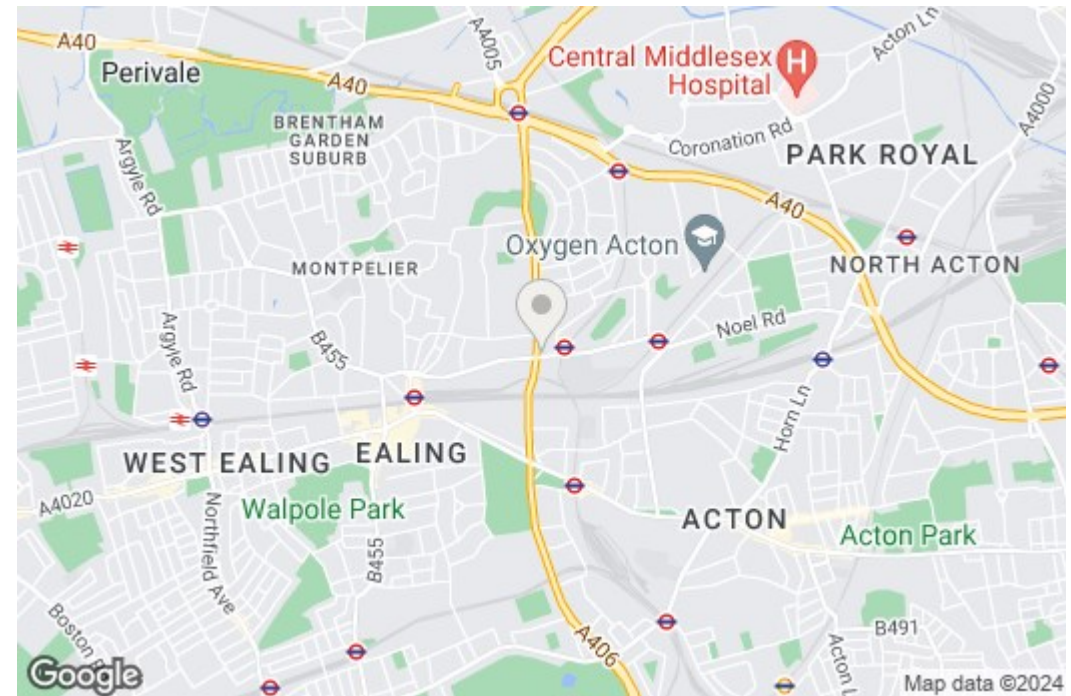 A40
A4005
Acton Ln
Central Middlesex
Hospital
H
Perivale
A40
A4000
BRENTHAM
GARDEN
SUBURB
Coronation Rd
PARK ROYAL
Argyle Rd
A40
Oxygen Acton
MONTPELIER
NORTH ACTON
Noel Rd
Argyle Rd
B455
Horn Ln
WEST EALING
EALING
A4020
Walpole Park
ACTON
Acton Park
Northfield Ave
B455
Boston R
A406
B491
Acton L
Google
Map data ©2024